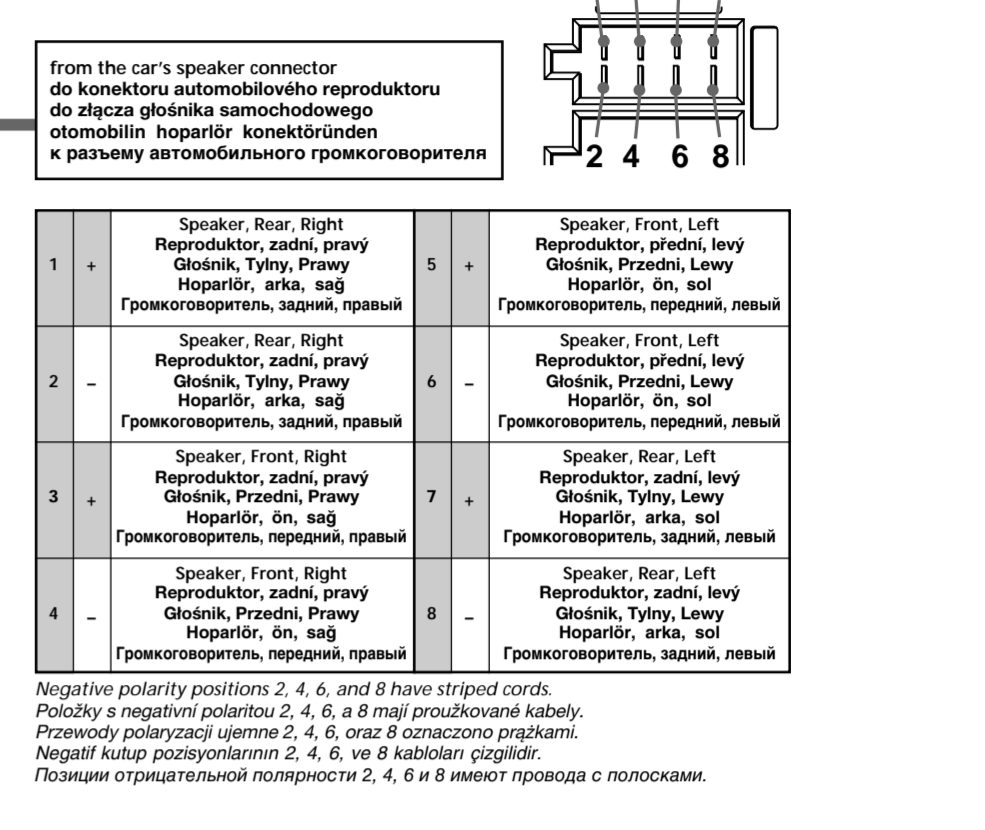 from the car's speaker connector
do konektoru automobilového reproduktoru
do złącza głośnika samochodowego
otomobilin hoparlör konektöründen
к разъему автомобильного громкоговорителя
2 4 6 8
1
+
Speaker, Rear, Right
Reproduktor, zadní, pravý
Głośnik, Tylny, Prawy
Hoparlör, arka, sağ
Громкоговоритель, задний, правый
5
+
Speaker, Front, Left
Reproduktor, přední, levý
Głośnik, Przedni, Lewy
Hoparlör, ön, sol
Громкоговоритель, передний, левый
2
–
Speaker, Rear, Right
Reproduktor, zadní, pravý
Głośnik, Tylny, Prawy
Hoparlör, arka, sağ
Громкоговоритель, задний, правый
6
–
Speaker, Front, Left
Reproduktor, přední, levý
Głośnik, Przedni, Lewy
Hoparlör, ön, sol
Громкоговоритель, передний, левый
3
+
Speaker, Front, Right
Reproduktor, zadní, pravý
Głośnik, Przedni, Prawy
Hoparlör, ön, sağ
Громкоговоритель, передний, правый
7
+
Speaker, Rear, Left
Reproduktor, zadní, levý
Głośnik, Tylny, Lewy
Hoparlör, arka, sol
Громкоговоритель, задний, левый
4
–
Speaker, Front, Right
Reproduktor, zadní, pravý
Głośnik, Przedni, Prawy
Hoparlör, ön, sağ
Громкоговоритель, передний, правый
8
–
Speaker, Rear, Left
Reproduktor, zadní, levý
Głośnik, Tylny, Lewy
Hoparlör, arka, sol
Громкоговоритель, задний, левый
Negative polarity positions 2, 4, 6, and 8 have striped cords.
Položky s negativní polaritou 2, 4, 6, a 8 mají proužkované kabely.
Przewody polaryzacji ujemne 2, 4, 6, oraz 8 oznaczono prążkami.
Negatif kutup pozisyonlarının 2, 4, 6, ve 8 kabloları çizgilidir.
Позиции отрицательной полярности 2, 4, 6 и 8 имеют провода с полосками.